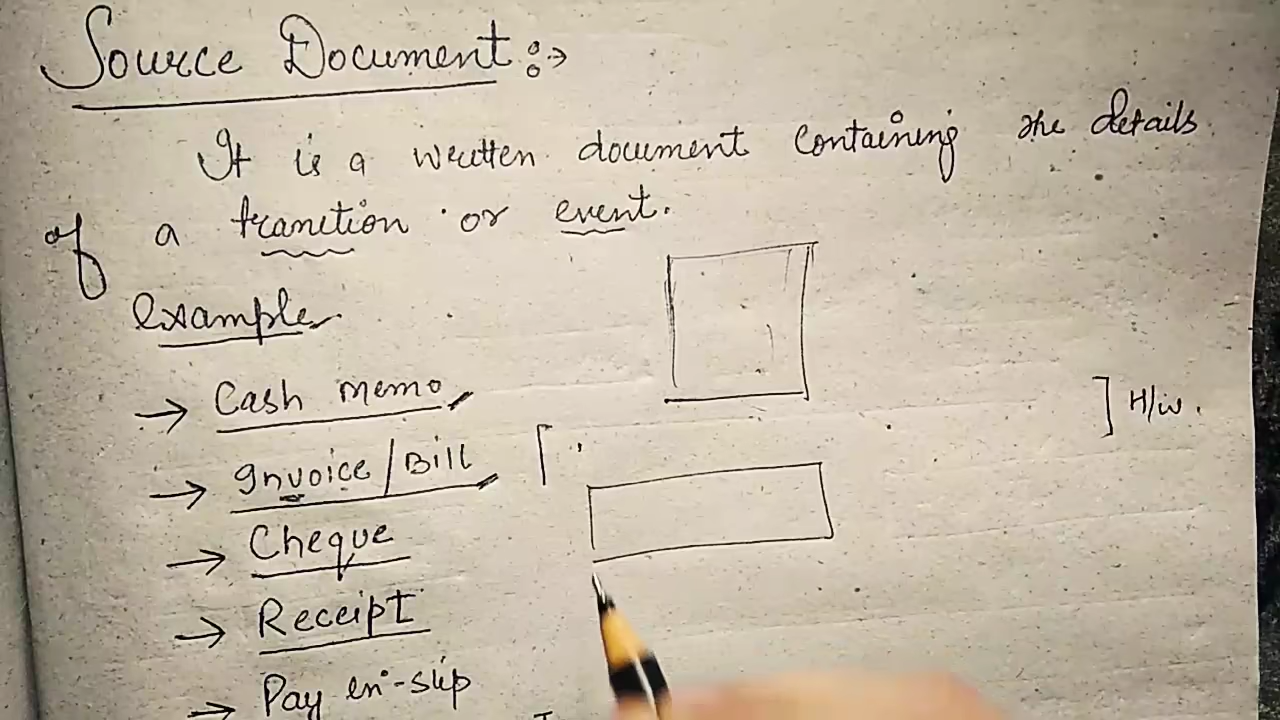 Source Document :->
It is a written document containing the details
of a tranction or event.
example
→ Cash memo
→ Invoice/Bill
] H/w.
→ Cheque
→ Receipt
→ Pay in-slip